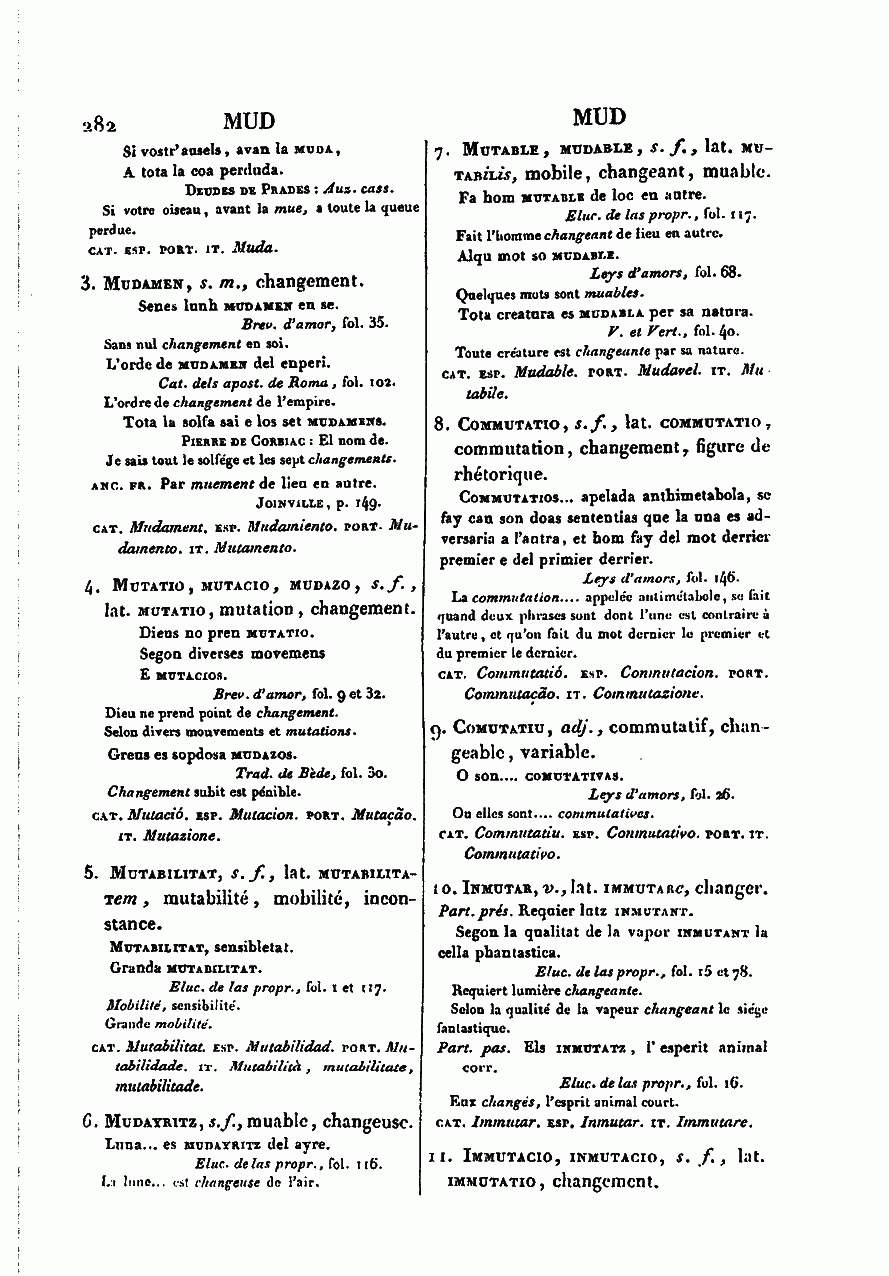 282 MUD
Si vostr'ausels, avan la MUDA,
A tota la coa perduda.
DEUDES DE PRADES : Auz. cass.
Si votre oiseau, avant la mue, a toute la queue
perdue.
CAT. ESP. PORT. IT. Muda.
3. MUDAMEN, s. m., changement.
Senes lunh MUDAMEN en se.
Brev. d'amor, fol. 35.
Sans nul changement en soi.
L'orde de MUDAMEN del enperi.
Cat. dels apost. de Roma, fol. 102.
L'ordre de changement de l'empire.
Tota la solfa sai e los set MUDAMENS.
PIERRE DE CORBIAC : El nom de.
Je sais tout le solfége et les sept changements.
ANC. FR. Par muement de lieu en autre.
JOINVILLE, p. 149.
CAT. Mudament. ESP. Mudamiento. PORT. Mu-
damento. IT. Mutamento.
4. MUTATIO, MUTACIO, MUDAZO, s. f.,
lat. MUTATIO, mutation, changement.
Dieus no pren MUTATIO.
Segon diverses movemens
E MUTACIOS.
Brev. d'amor, fol. 9 et 32.
Dieu ne prend point de changement.
Selon divers mouvements et mutations.
Greus es sopdosa MUDAZOS.
Trad. de Bède, fol. 30.
Changement subit est pénible.
CAT. Mutació. ESP. Mutacion. PORT. Mutação.
IT. Mutazione.
5. MUTABILITAT, s. f., lat. MUTABILITA-
Tem, mutabilité, mobilité, incon-
stance.
MUTABILITAT, sensibletat.
Granda MUTABILITAT.
Eluc. de las propr., fol. 1 et 117.
Mobilité, sensibilité.
Grande mobilité.
CAT. Mutabilitat. ESP. Mutabilidad. PORT. Mu-
tabilidade. IT. Mutabilità, mutabilitate,
mutabilitade.
6. MUDAYRITZ, s. f., muable, changeuse.
Luna... es MUDAYRITZ del ayre.
Eluc. de las propr., fol. 116.
La lune... est changeuse de l'air.
MUD
7. MUTABLE, MUDABLE, s. f., lat. MU-
TABilis, mobile, changeant, muable.
Fa hom MUTABLE de loc en autre.
Eluc. de las propr., fol. 117.
Fait l'homme changeant de lieu en autre.
Alqu mot so MUDABLE.
Leys d'amors, fol. 68.
Quelques mots sont muables.
Tota creatura es MUDABLA per sa natura.
V. et Vert., fol. 40.
Toute créature est changeante par sa nature.
CAT. ESP. Mudable. PORT. Mudavel. IT. Mu-
tabile.
8. COMMUTATIO, s. f., lat. COMMUTATIO,
commutation, changement, figure de
rhétorique.
COMMUTATIOS... apelada anthimetabola, se
fay can son doas sententias que la una es ad-
versaria a l'autra, et hom fay del mot derrier
premier e del primier derrier.
Leys d'amors, fol. 146.
La commutation.... appelée antimétabole, se fait
quand deux phrases sont dont l'une est contraire à
l'autre, et qu'on fait du mot dernier le premier et
du premier le dernier.
CAT. Commutatió. ESP. Conmutacion. PORT.
Commutação. IT. Commutazione.
9. COMUTATIU, adj., commutatif, chan-
geable, variable.
O son.... COMUTATIVAS.
Leys d'amors, fol. 26.
Ou elles sont.... commutatives.
CAT. Commutatiu. ESP. Conmutativo. PORT. IT.
Commutativo.
10. INMUTAR, v., lat. IMMUTARe, changer.
Part. prés. Requier lutz INMUTANT.
Segon la qualitat de la vapor INMUTANT la
cella phantastica.
Eluc. de las propr., fol. 15 et 78.
Requiert lumière changeante.
Selon la qualité de la vapeur changeant le siége
fantastique.
Part. pas. Els INMUTATZ, l'esperit animal
corr.
Eluc. de las propr., fol. 16.
Eux changés, l'esprit animal court.
CAT. Immutar. ESP. Inmutar. IT. Immutare.
11. IMMUTACIO, INMUTACIO, s. f., lat.
IMMUTATIO, changement.